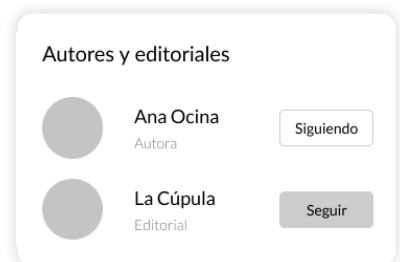 Autores y editoriales
Ana Ocina
Autora
Siguiendo
La Cúpula
Editorial
Seguir